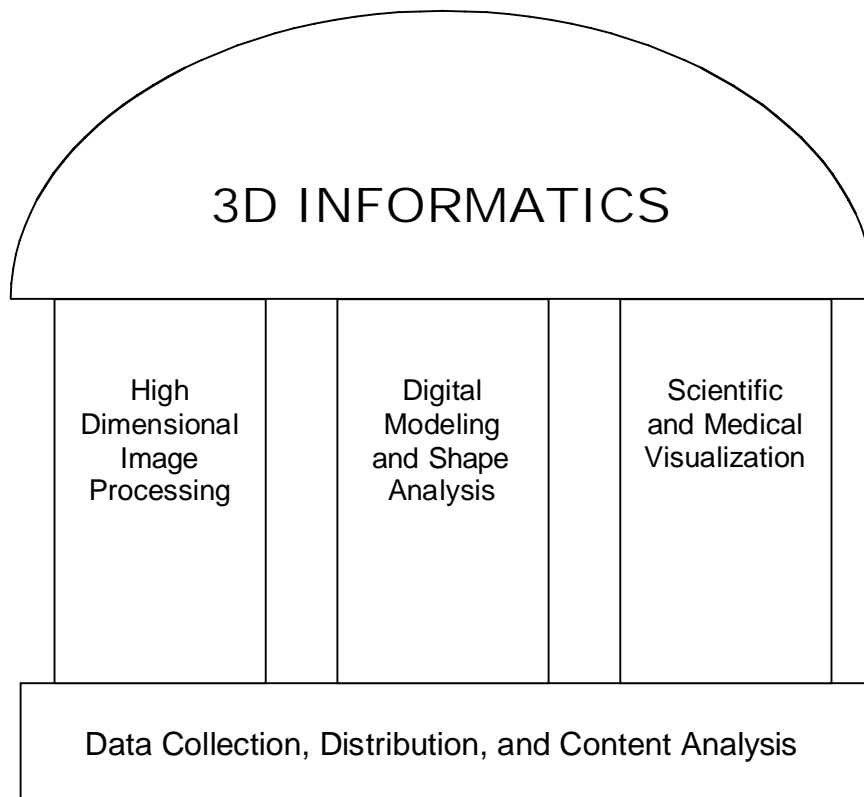 3D INFORMATICS
High
Dimensional
Image
Processing
Digital
Modeling
and Shape
Analysis
Scientific
and Medical
Visualization
Data Collection, Distribution, and Content Analysis